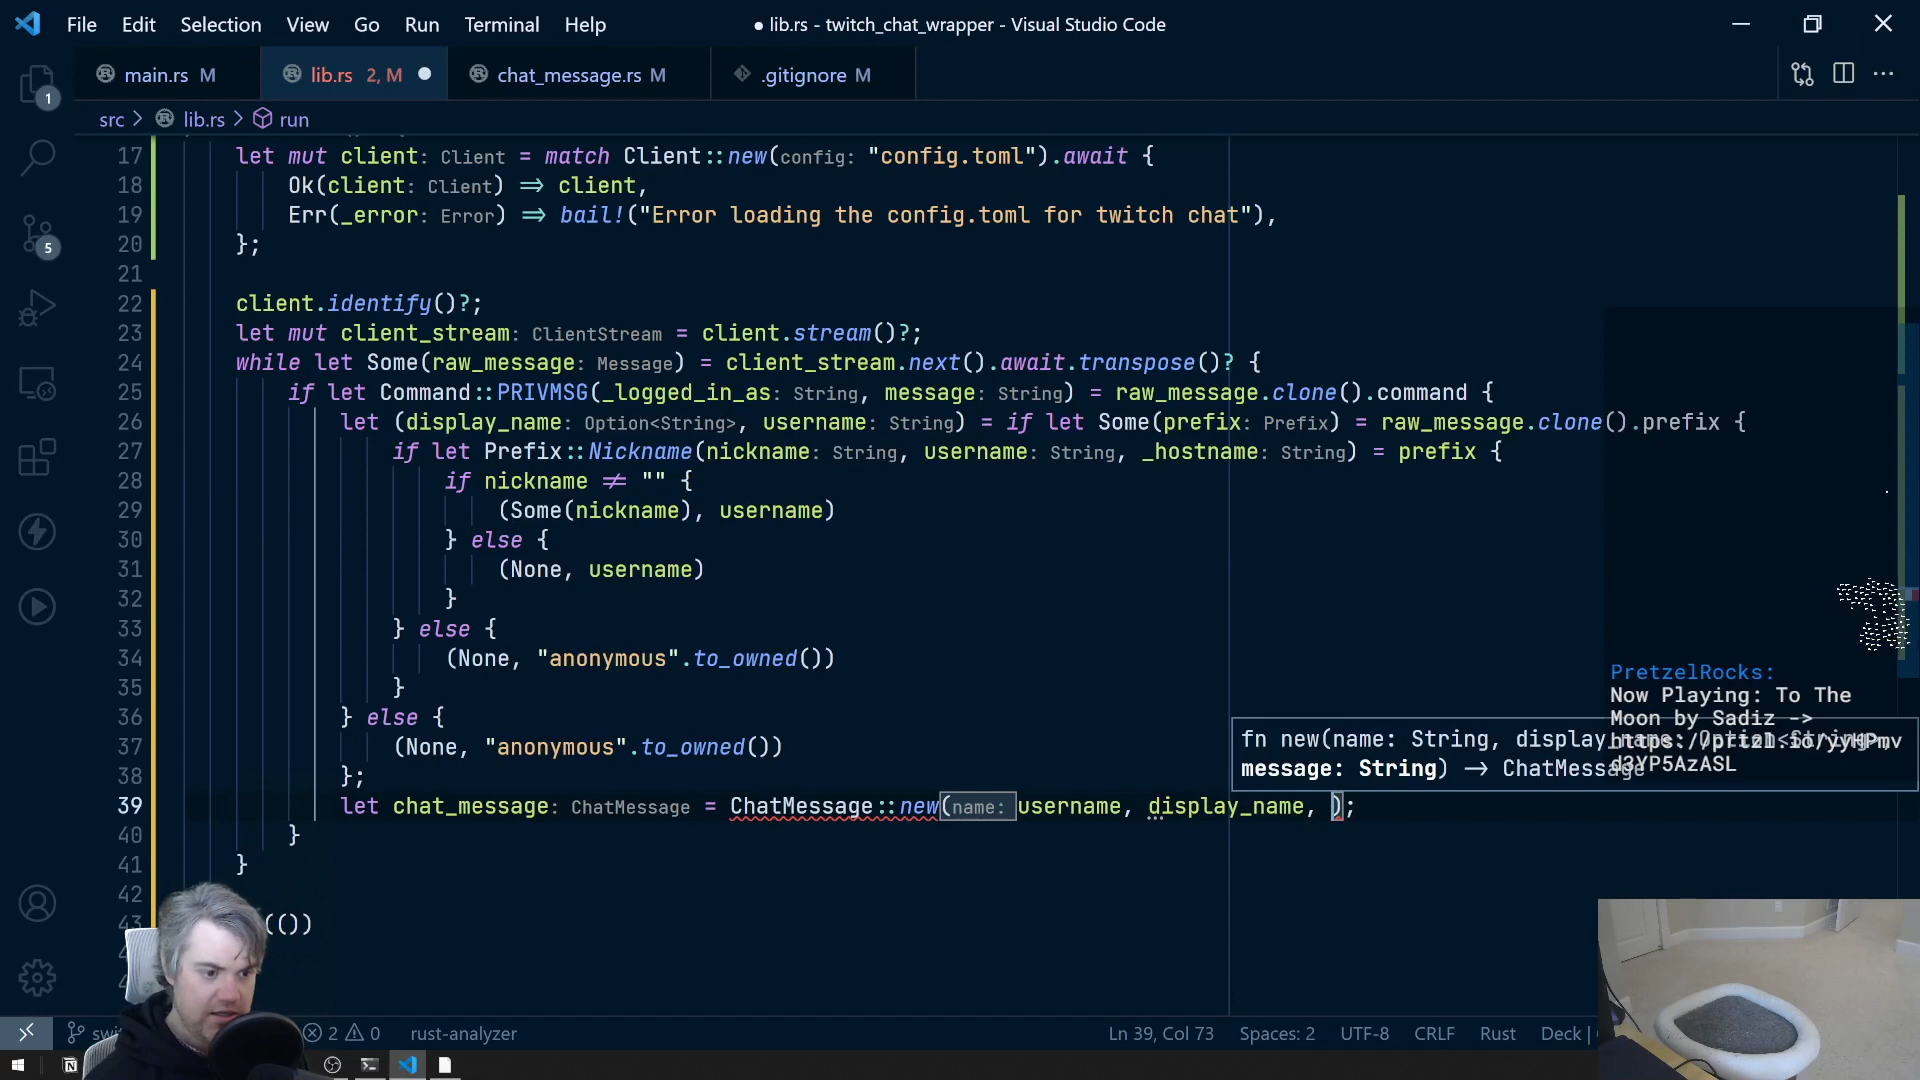 File Edit Selection View Go Run Terminal Help
● lib.rs - twitch_chat_wrapper - Visual Studio Code
main.rs M
lib.rs 2, M
chat_message.rs M
.gitignore M
src > lib.rs > run
17 let mut client: Client = match Client::new(config: "config.toml").await {
18 Ok(client: Client) => client,
19 Err(_error: Error) => bail!("Error loading the config.toml for twitch chat"),
20 };
21
22 client.identify()?;
23 let mut client_stream: ClientStream = client.stream()?;
24 while let Some(raw_message: Message) = client_stream.next().await.transpose()? {
25 if let Command::PRIVMSG(_logged_in_as: String, message: String) = raw_message.clone().command {
26 let (display_name: Option<String>, username: String) = if let Some(prefix: Prefix) = raw_message.clone().prefix {
27 if let Prefix::Nickname(nickname: String, username: String, _hostname: String) = prefix {
28 if nickname != "" {
29 (Some(nickname), username)
30 } else {
31 (None, username)
32 }
33 } else {
34 (None, "anonymous".to_owned())
35 }
36 } else {
37 (None, "anonymous".to_owned())
38 };
39 let chat_message: ChatMessage = ChatMessage::new(name: username, display_name, );
40 }
41 }
42
43 (())
fn new(name: String, display_name: Option<String>,
message: String) -> ChatMessage
PretzelRocks:
Now Playing: To The
Moon by Sadiz ->
d3YP5AzASL
1
5
2 0
rust-analyzer
Ln 39, Col 73
Spaces: 2
UTF-8
CRLF
Rust
Deck